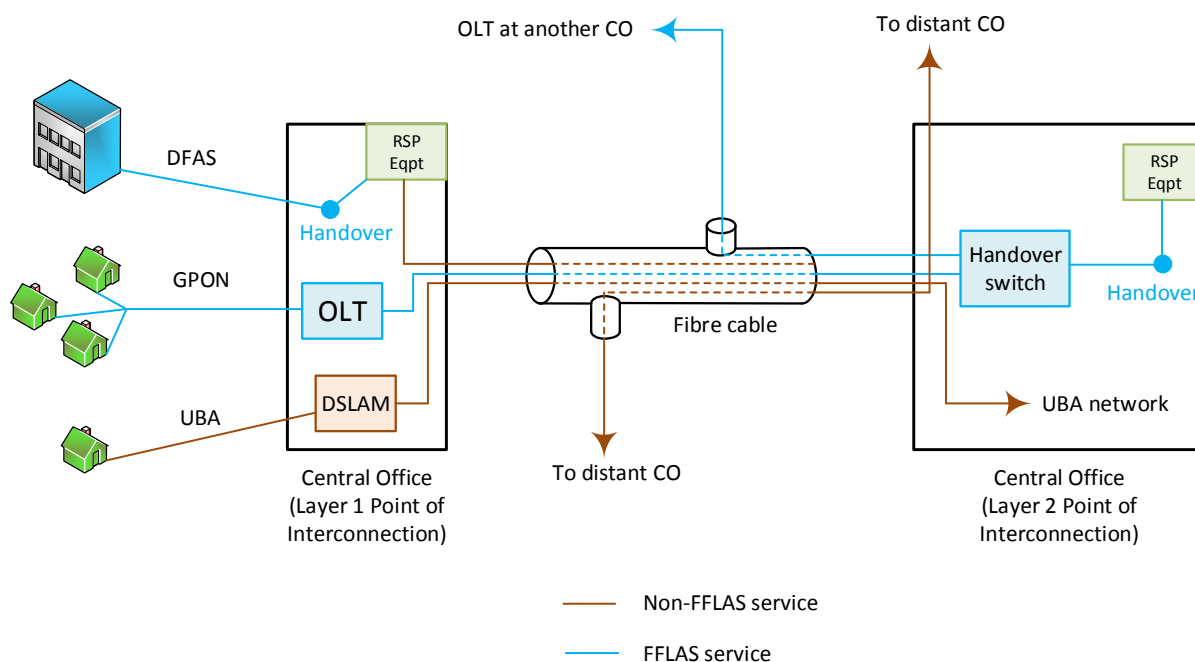 OLT at another CO
To distant CO
DFAS
RSP
Eqpt
RSP
Eqpt
Handover
GPON
OLT
Handover
switch
Handover
Fibre cable
UBA
DSLAM
UBA network
To distant CO
Central Office
(Layer 1 Point of
Interconnection)
Central Office
(Layer 2 Point of
Interconnection)
Non-FFLAS service
FFLAS service